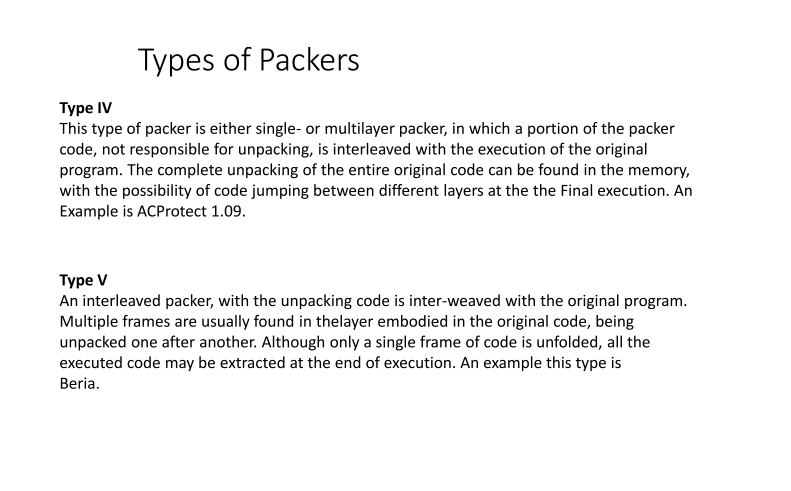 Types of Packers
Type IV
This type of packer is either single- or multilayer packer, in which a portion of the packer
code, not responsible for unpacking, is interleaved with the execution of the original
program. The complete unpacking of the entire original code can be found in the memory,
with the possibility of code jumping between different layers at the the Final execution. An
Example is ACProtect 1.09.
Type V
An interleaved packer, with the unpacking code is inter-weaved with the original program.
Multiple frames are usually found in thelayer embodied in the original code, being
unpacked one after another. Although only a single frame of code is unfolded, all the
executed code may be extracted at the end of execution. An example this type is
Beria.